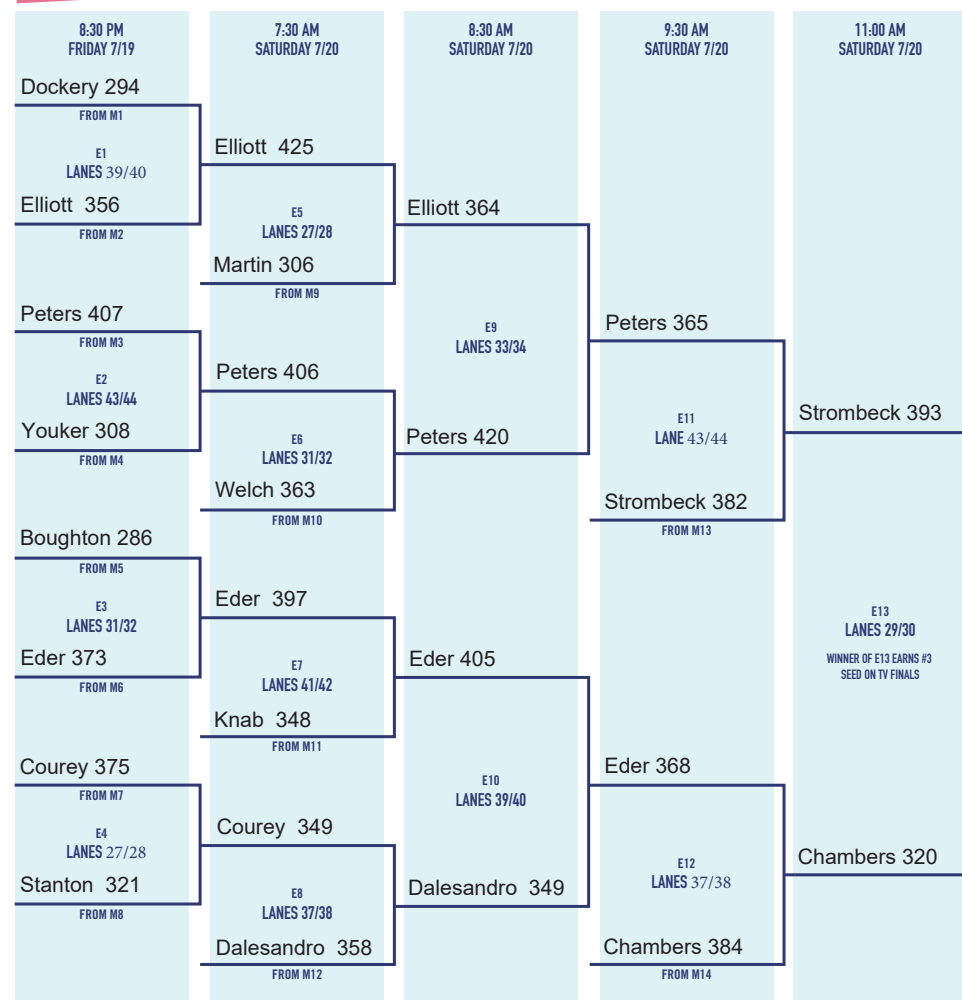 8:30 PM
FRIDAY 7/19
7:30 AM
SATURDAY 7/20
8:30 AM
SATURDAY 7/20
9:30 AM
SATURDAY 7/20
11:00 AM
SATURDAY 7/20
Dockery 294
FROM M1
E1
LANES 39/40
Elliott 356
FROM M2
Peters 407
FROM M3
E2
LANES 43/44
Youker 308
FROM M4
Boughton 286
FROM M5
E3
LANES 31/32
Eder 373
FROM M6
Courey 375
FROM M7
E4
LANES 27/28
Stanton 321
FROM M8
Elliott 425
E5
LANES 27/28
Martin 306
FROM M9
Peters 406
E6
LANES 31/32
Welch 363
FROM M10
Eder 397
E7
LANES 41/42
Knab 348
FROM M11
Courey 349
E8
LANES 37/38
Dalesandro 358
FROM M12
Elliott 364
E9
LANES 33/34
Peters 420
Eder 405
E10
LANES 39/40
Dalesandro 349
Peters 365
E11
LANE 43/44
Strombeck 382
FROM M13
Eder 368
E12
LANES 37/38
Chambers 384
FROM M14
Strombeck 393
E13
LANES 29/30
WINNER OF E13 EARNS #3
SEED ON TV FINALS
Chambers 320